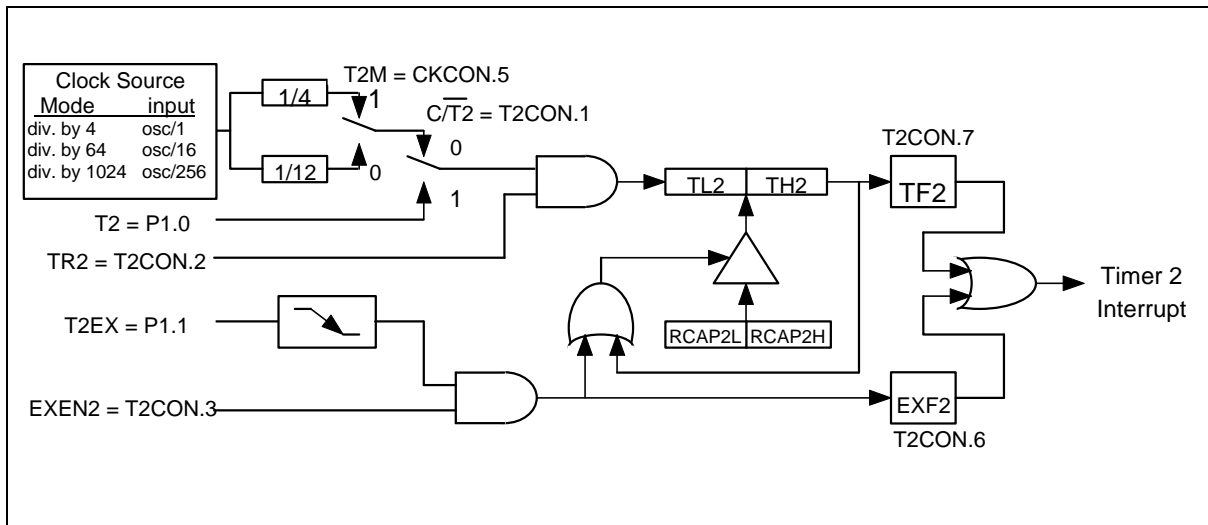 Clock Source
Mode input
div. by 4 osc/1
div. by 64 osc/16
div. by 1024 osc/256
1/4
1/12
T2M = CKCON.5
1
0
C/T2 = T2CON.1
0
1
T2 = P1.0
TR2 = T2CON.2
T2EX = P1.1
EXEN2 = T2CON.3
TL2 TH2
RCAP2L RCAP2H
T2CON.7
TF2
EXF2
T2CON.6
Timer 2
Interrupt